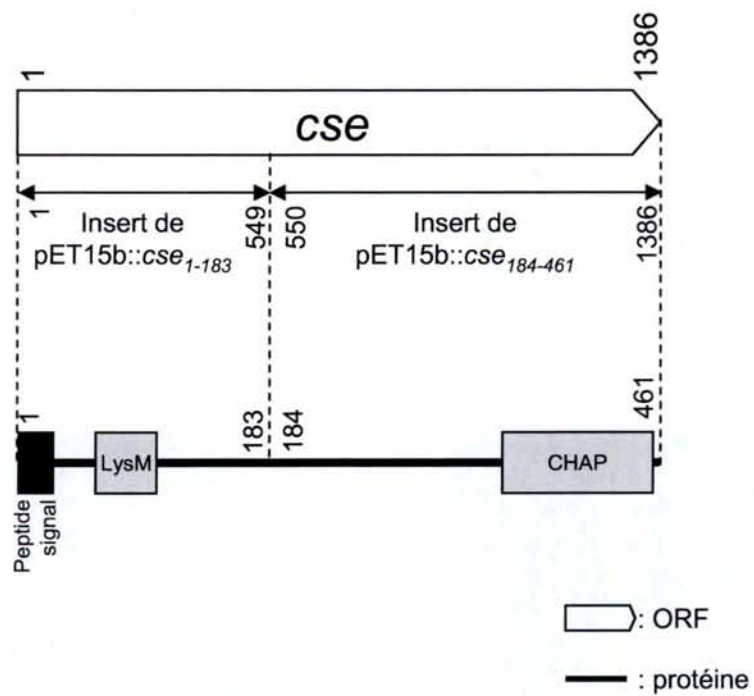 1
1386
cse
1
Insert de
pET15b::cse1-183
549
550
Insert de
pET15b::cse184-461
1386
1
LysM
183
184
CHAP
461
Peptide
signal
: ORF
: protéine